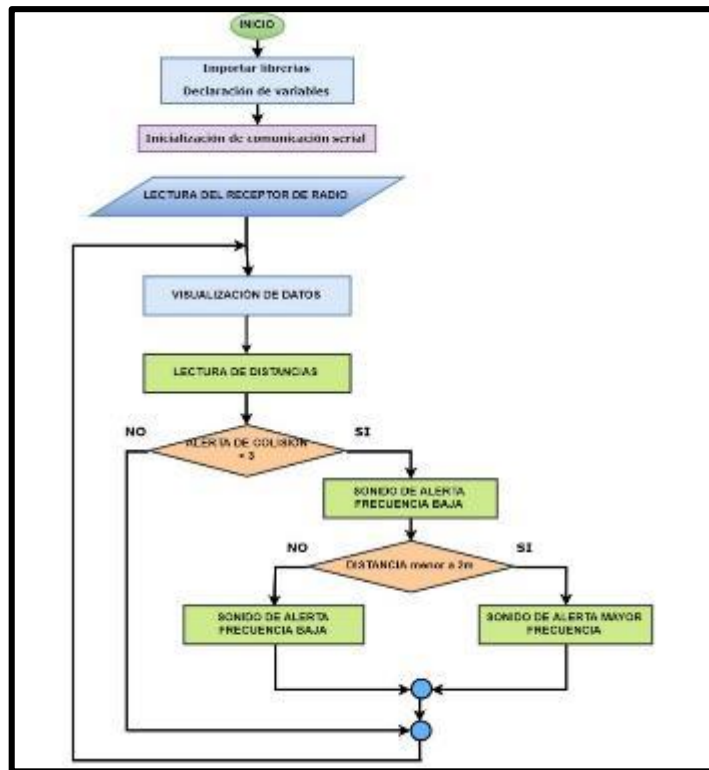 INICIO
Importar librerias
Declaración de variables
Inicialización de comunicación serial
LECTURA DEL RECEPTOR DE RADIO
VISUALIZACIÓN DE DATOS
LECTURA DE DISTANCIAS
NO
SI
ALERTA DE COLISIÓN
3
SONIDO DE ALERTA
FRECUENCIA BAJA
NO
SI
DISTANCIA menor a 2m
SONIDO DE ALERTA
FRECUENCIA BAJA
SONIDO DE ALERTA MAYOR
FRECUENCIA